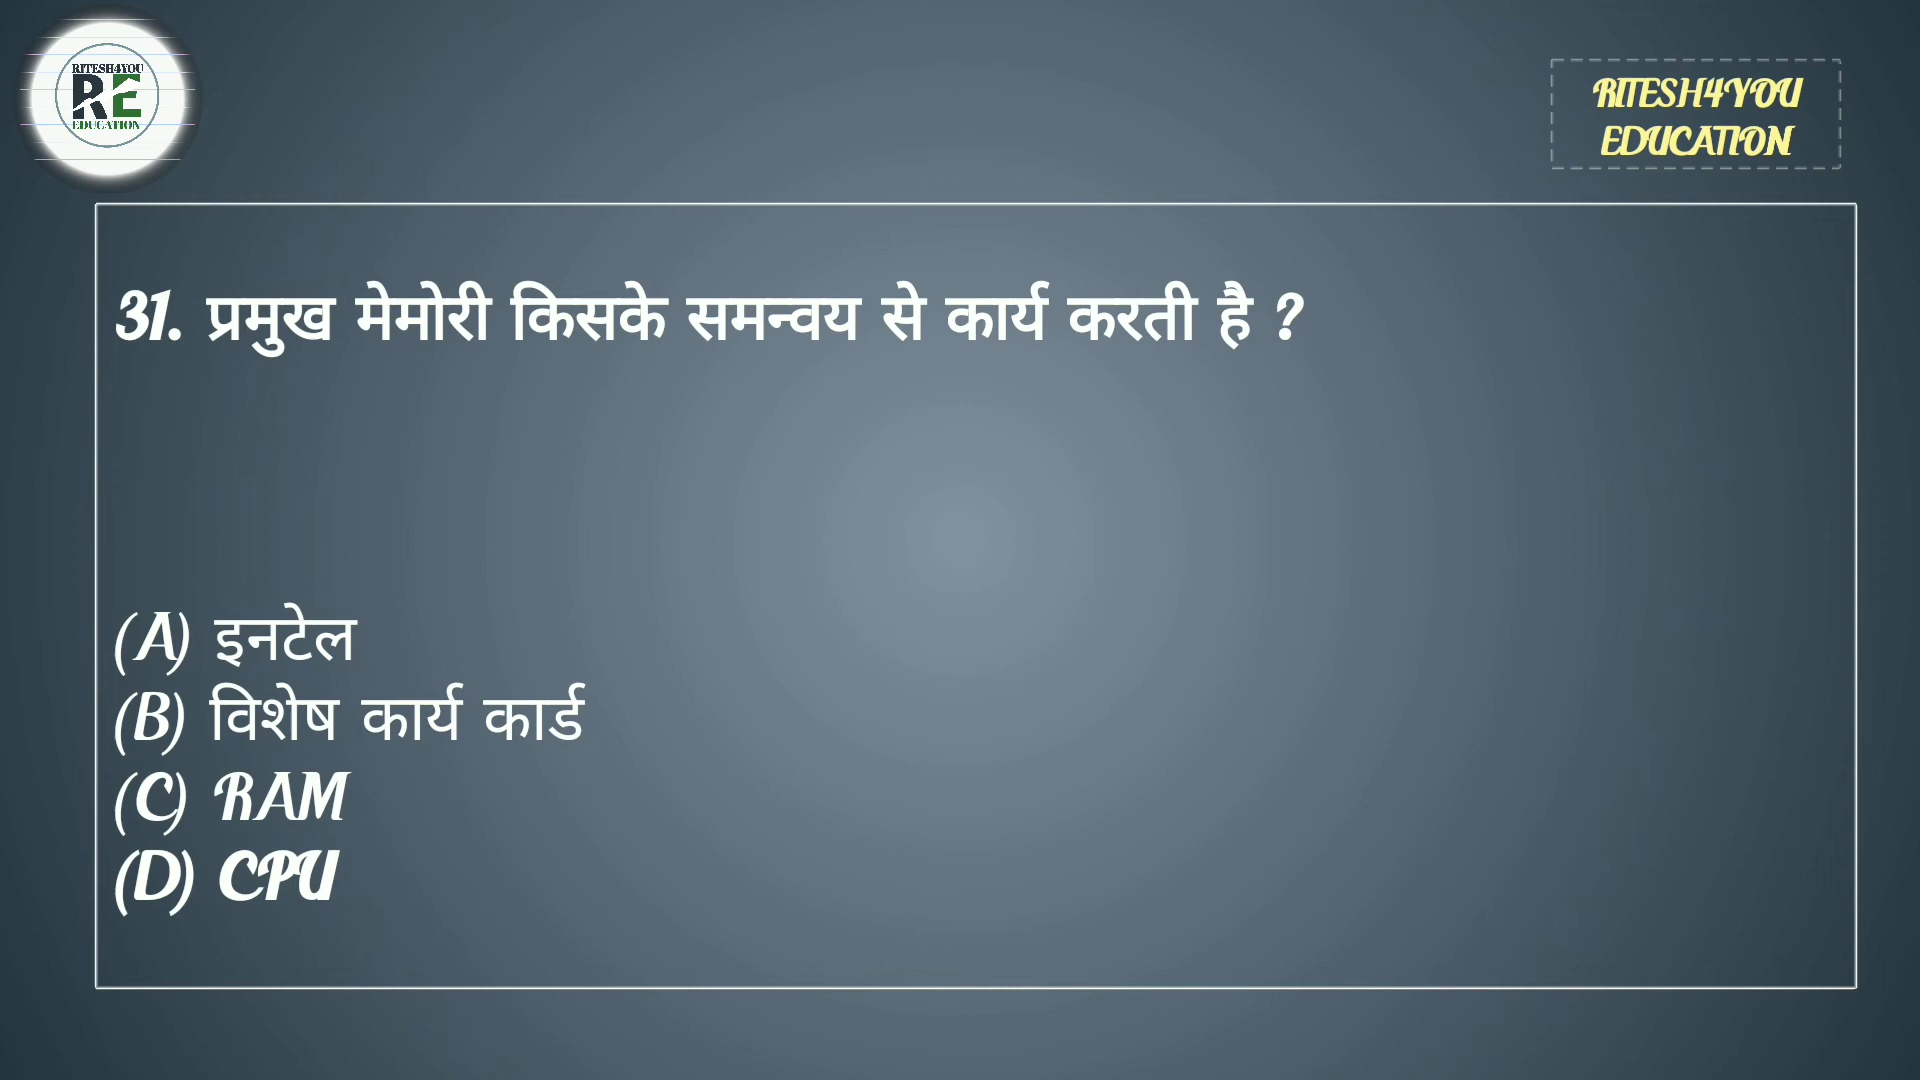 RITESH4YOU
RE
EDUCATION
RITESH4YOU
EDUCATION
31. प्रमुख मेमोरी किसके समन्वय से कार्य करती है ?
(A) इनटेल
(B) विशेष कार्य कार्ड
(C) RAM
(D) CPU